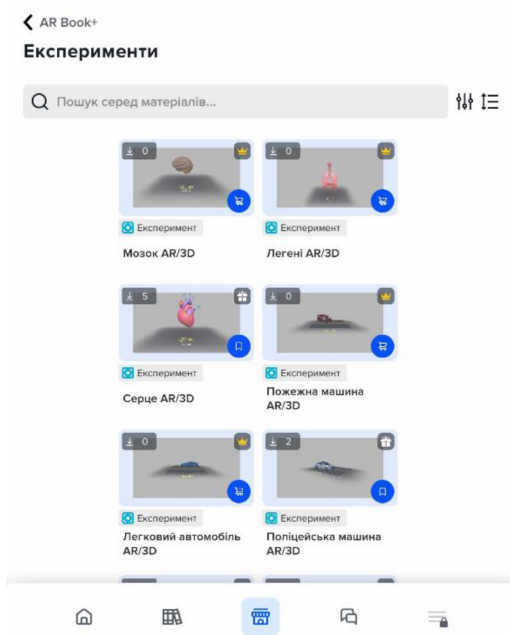 AR Book+
Експерименти
Пошук серед матеріалів...
0
0
Експеримент
Експеримент
Мозок AR/3D
Легені AR/3D
5
0
Експеримент
Експеримент
Серце AR/3D
Пожежна машина
AR/3D
0
2
Експеримент
Експеримент
Легковий автомобіль
AR/3D
Поліцейська машина
AR/3D